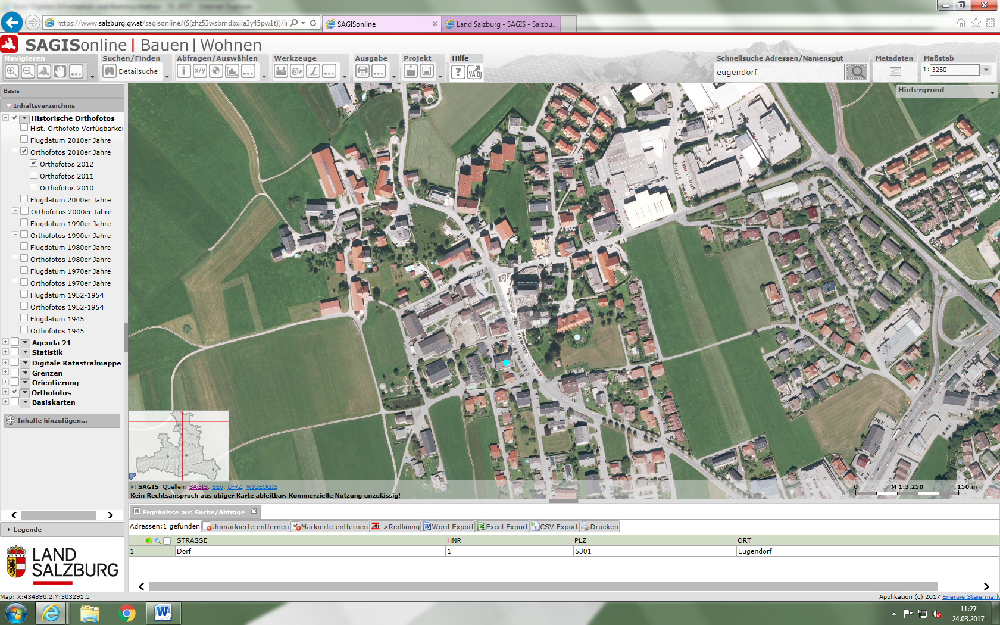 https://www.salzburg.gv.at/sagisonline/(S(zhz53wsbrndbxjla3y45pw1t))/i
SAGISonline
Land Salzburg - SAGIS - Salzbu...
SAGISonline | Bauen | Wohnen
Navigieren
Suchen/Finden
Abfragen/Auswählen
Werkzeuge
Ausgabe
Projekt
Hilfe
Schnellsuche Adressen/Namensgut
Metadaten
Maßstab
Detailsuche
x/y
eugendorf
1: 3250
Basis
Hintergrund
Inhaltsverzeichnis
Historische Orthofotos
Hist. Orthofoto Verfügbarkei
Flugdatum 2010er Jahre
Orthofotos 2010er Jahre
Orthofotos 2012
Orthofotos 2011
Orthofotos 2010
Flugdatum 2000er Jahre
Orthofotos 2000er Jahre
Flugdatum 1990er Jahre
Orthofotos 1990er Jahre
Flugdatum 1980er Jahre
Orthofotos 1980er Jahre
Flugdatum 1970er Jahre
Orthofotos 1970er Jahre
Flugdatum 1952-1954
Orthofotos 1952-1954
Flugdatum 1945
Orthofotos 1945
Agenda 21
Statistik
Digitale Katastralmappe
Grenzen
Orientierung
Orthofotos
Basiskarten
Inhalte hinzufügen...
© SAGIS Quellen: SAGIS, BEV, LFRZ, WIGEOGIS
Kein Rechtsanspruch aus obiger Karte ableitbar. Kommerzielle Nutzung unzulässig!
0 M 1:3.250 150 m
Ergebnisse aus Suche/Abfrage
Adressen:1 gefunden Unmarkierte entfernen Markierte entfernen ->Redlining Word Export Excel Export CSV Export Drucken
STRASSE HNR PLZ ORT
1 Dorf 1 5301 Eugendorf
Legende
LAND
SALZBURG
Map: X:434890.2,Y:303291.5
Applikation (c) 2017 Energie Steiermark
11:27
24.03.2017